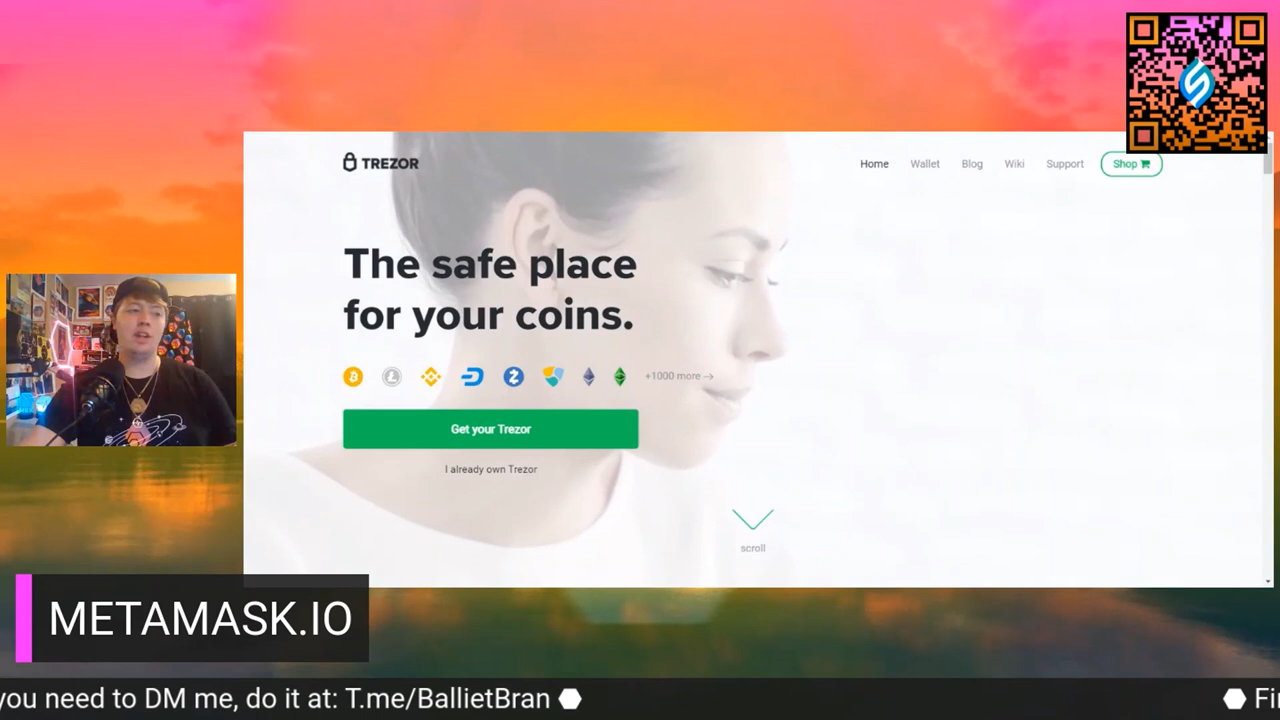 TREZOR
Home Wallet Blog Wiki Support Shop
The safe place
for your coins.
+1000 more →
Get your Trezor
I already own Trezor
scroll
METAMASK.IO
you need to DM me, do it at: T.me/BallietBran